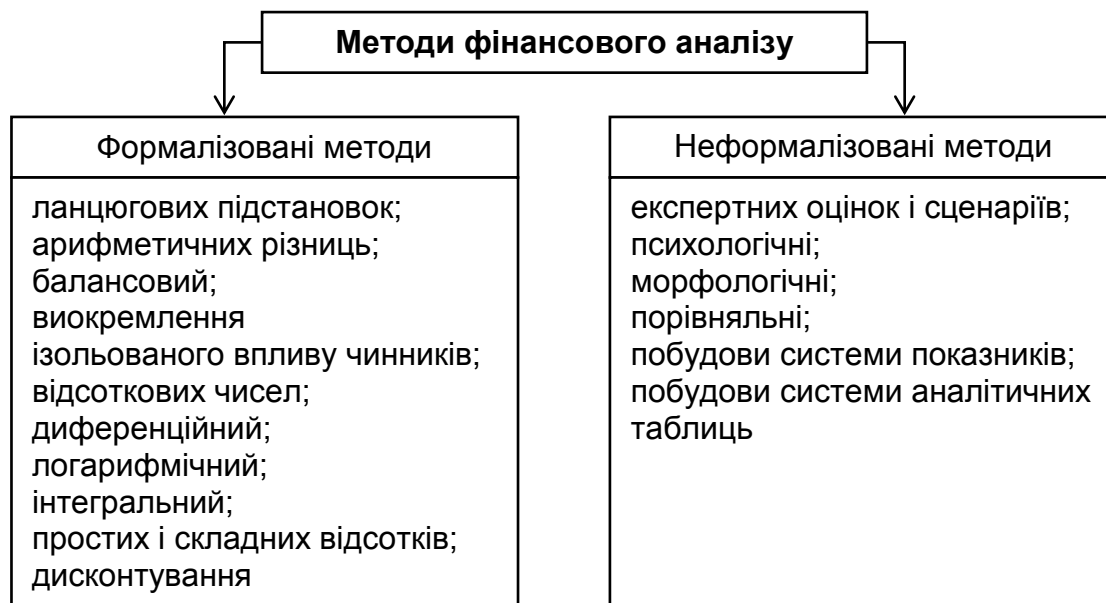 Методи фінансового аналізу
Формалізовані методи
ланцюгових підстановок;
арифметичних різниць;
балансовий;
виокремлення
ізольованого впливу чинників;
відсоткових чисел;
диференційний;
логарифмічний;
інтегральний;
простих і складних відсотків;
дисконтування
Неформалізовані методи
експертних оцінок і сценаріїв;
психологічні;
морфологічні;
порівняльні;
побудови системи показників;
побудови системи аналітичних
таблиць